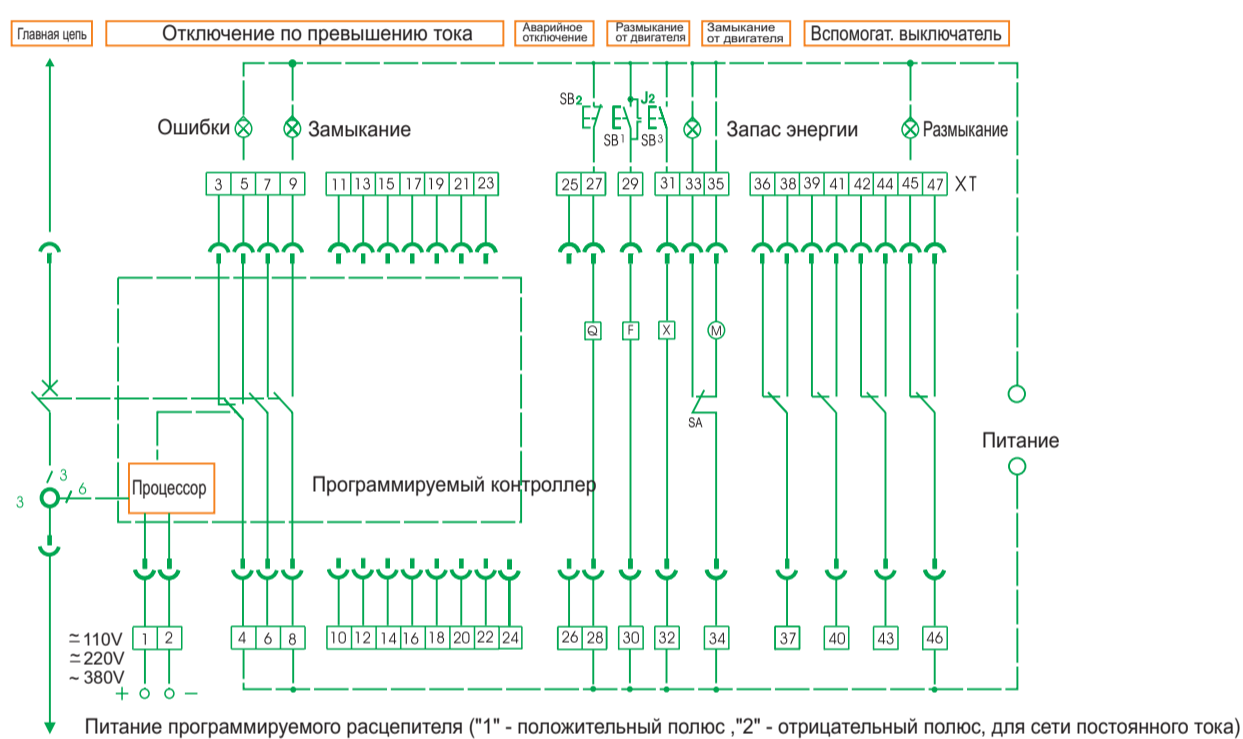 Главная цепь
Отключение по превышению тока
Аварийное
отключение
Размыкание
от двигателя
Замыкание
от двигателя
Вспомогат. выключатель
Ошибки
Замыкание
SB2
SB1
J2
SB3
Запас энергии
Размыкание
3 5 7 9
11 13 15 17 19 21 23
25 27
29
31 33 35
36 38 39 41 42 44 45 47
XT
Q
F
X
M
SA
Питание
3
3
6
Процессор
Программируемый контроллер
≃ 110V
≃ 220V
~ 380V
1 2
4 6 8
10 12 14 16 18 20 22 24
26 28
30
32
34
37
40
43
46
+
−
Питание программируемого расцепителя ("1" - положительный полюс ,"2" - отрицательный полюс, для сети постоянного тока)